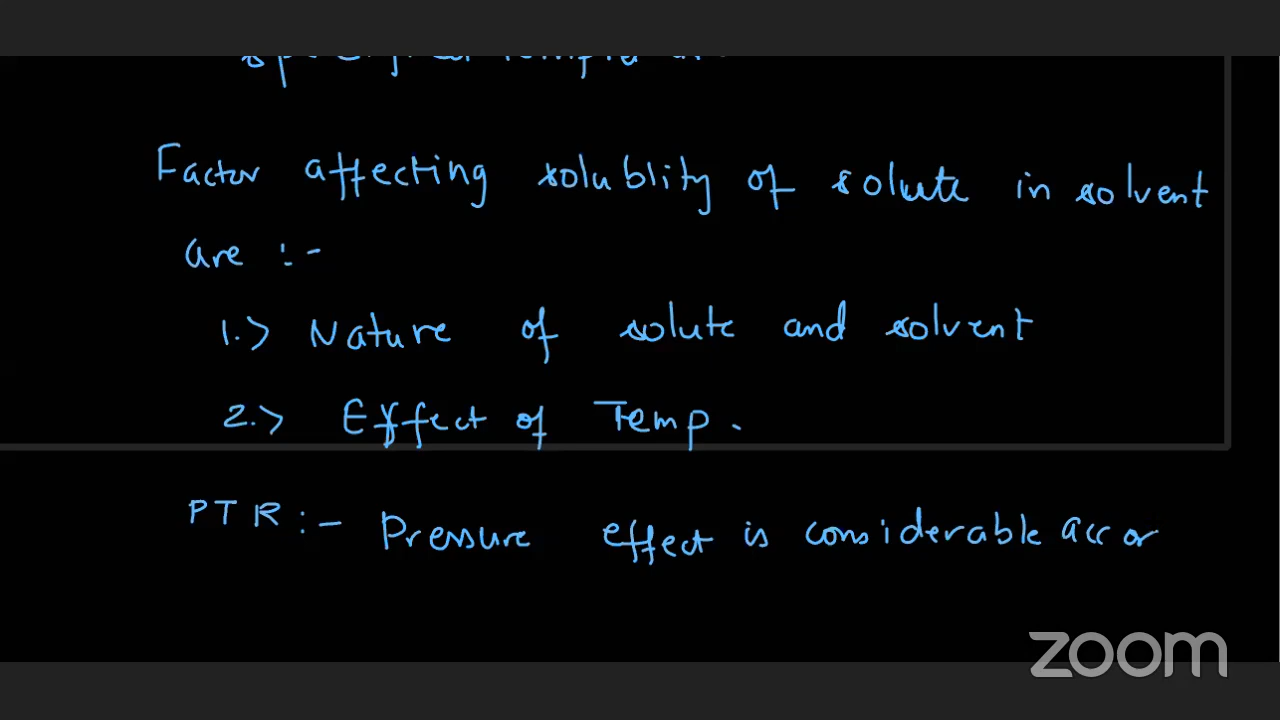 Factor affecting solublity of solute in solvent
are :-
1.> Nature of solute and solvent
2.> Effect of Temp.
PTR :- Pressure effect is considerable accor
zoom